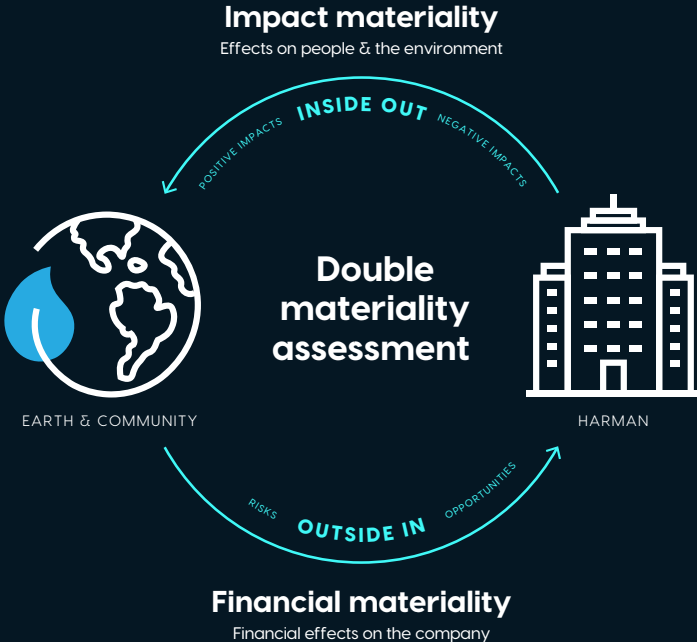 Impact materiality
Effects on people & the environment
INSIDE OUT
POSITIVE IMPACTS
NEGATIVE IMPACTS
Double
materiality
assessment
EARTH & COMMUNITY
HARMAN
RISKS
OUTSIDE IN
OPPORTUNITIES
Financial materiality
Financial effects on the company